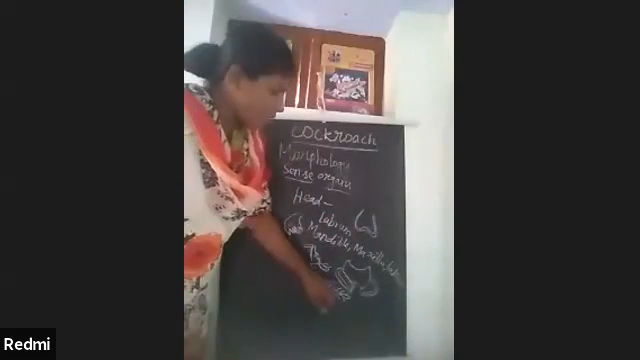 COCKROACH
Morphology
Sense organs
Head -
Labrum
Mandible, Maxilla,
Redmi